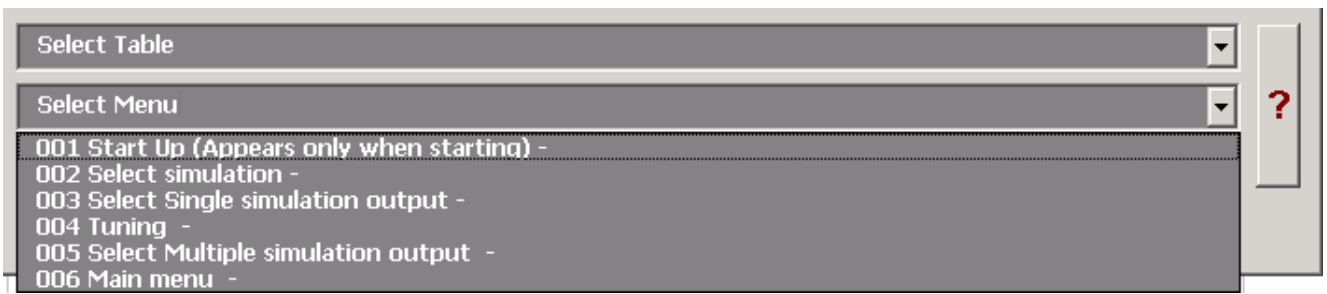 Select Table
Select Menu
?
001 Start Up (Appears only when starting) -
002 Select simulation -
003 Select Single simulation output -
004 Tuning -
005 Select Multiple simulation output -
006 Main menu -